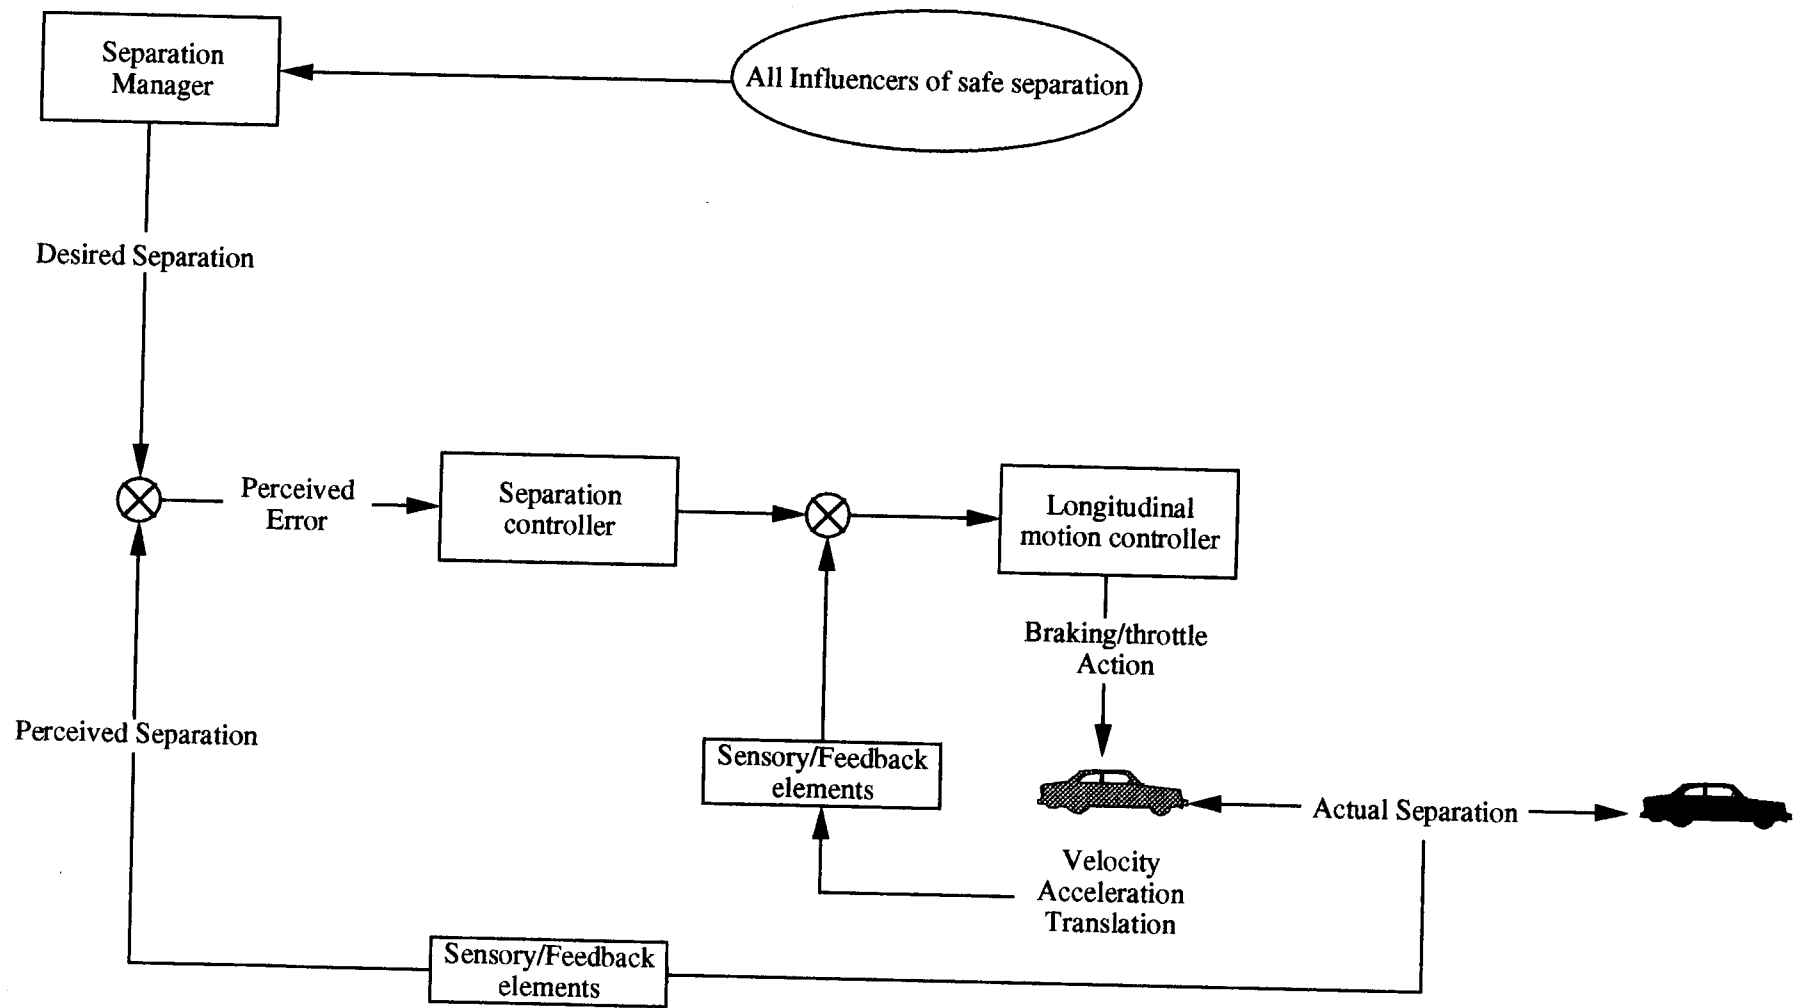 Separation
Manager
All Influencers of safe separation
Desired Separation
Perceived
Error
Separation
controller
Longitudinal
motion controller
Braking/throttle
Action
Perceived Separation
Sensory/Feedback
elements
Actual Separation
Velocity
Acceleration
Translation
Sensory/Feedback
elements